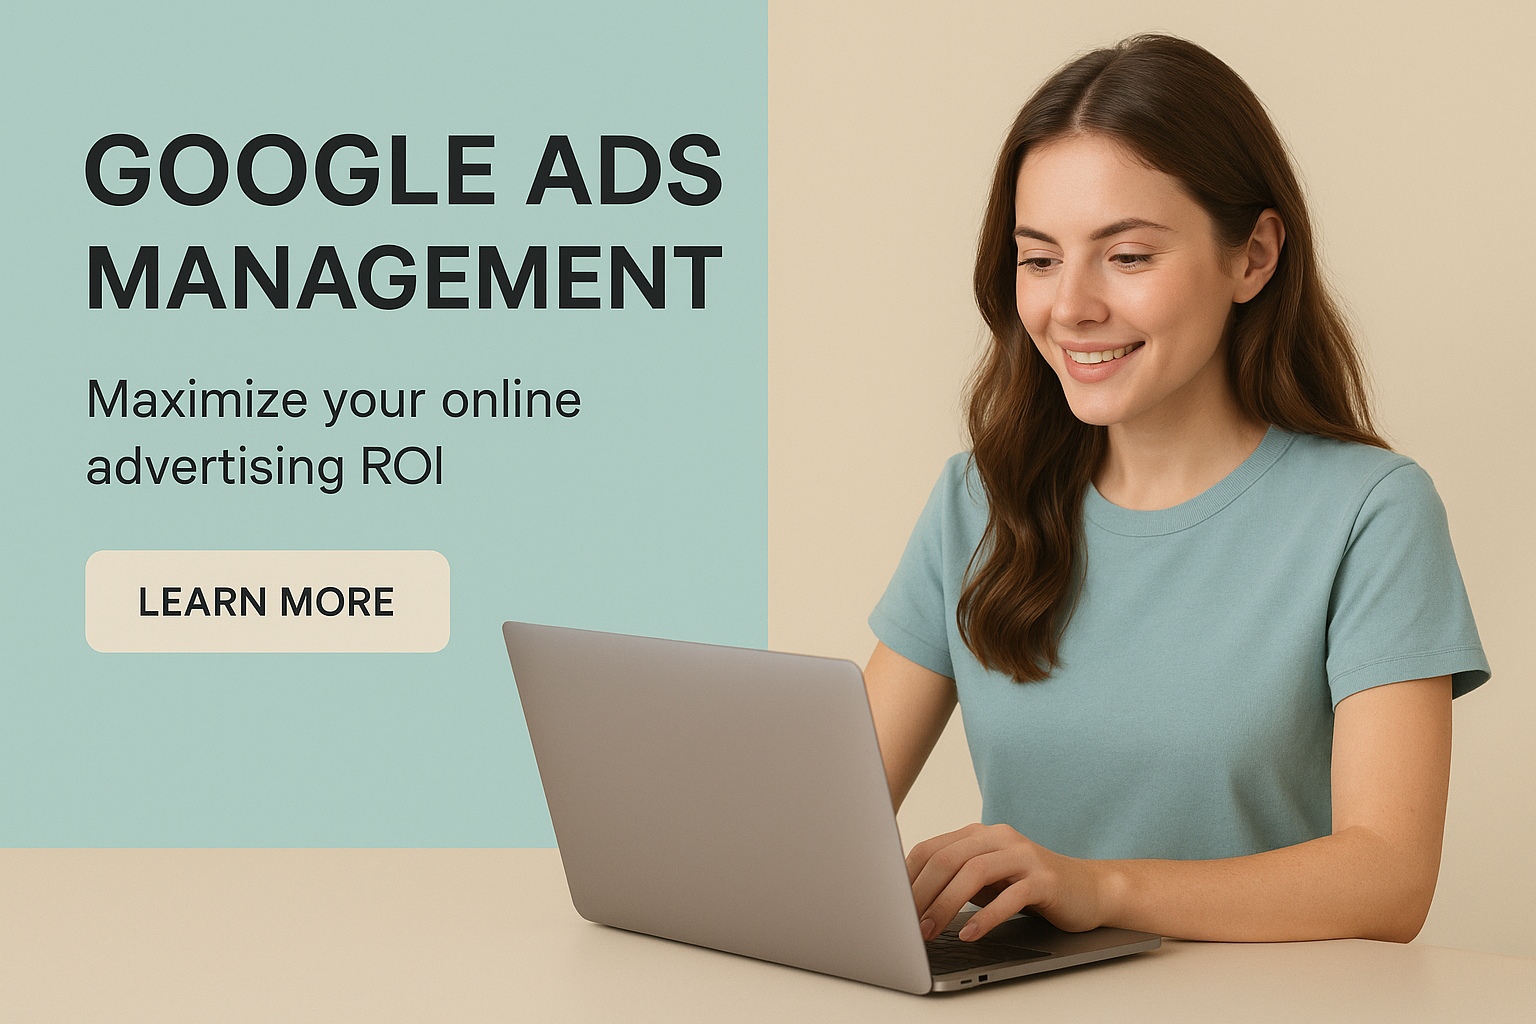 GOOGLE ADS
MANAGEMENT
Maximize your online
advertising ROI
LEARN MORE